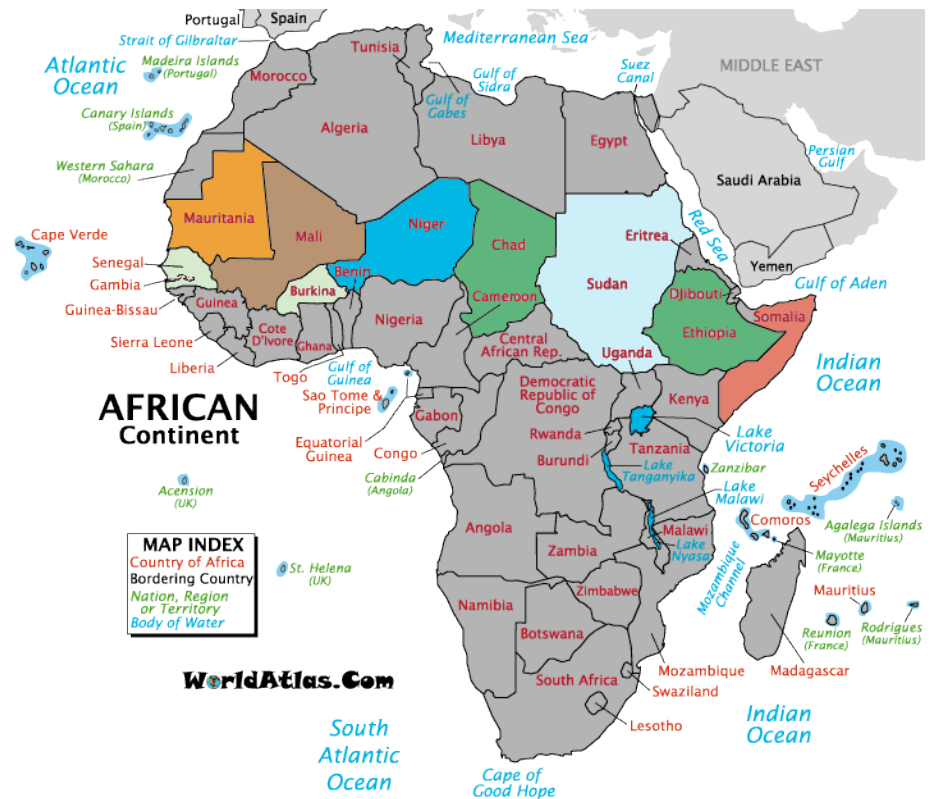 Portugal
Spain
Strait of Gilbraltar
Mediterranean Sea
Atlantic
Ocean
Madeira Islands
(Portugal)
Tunisia
Morocco
Gulf of
Sidra
Suez
Canal
MIDDLE EAST
Gulf of
Gabes
Canary Islands
(Spain)
Algeria
Libya
Egypt
Persian
Gulf
Western Sahara
(Morocco)
Saudi Arabia
Mauritania
Mali
Niger
Chad
Red Sea
Cape Verde
Eritrea
Senegal
Yemen
Gambia
Benin
Sudan
Gulf of Aden
Burkina
Djibouti
Guinea-Bissau
Guinea
Cameroon
Somalia
Nigeria
Ethiopia
Sierra Leone
Cote
D'Ivore
Ghana
Central
African Rep.
Uganda
Liberia
Togo
Gulf of
Guinea
Indian
Ocean
Democratic
Republic of
Congo
Kenya
Sao Tome &
Principe
AFRICAN
Continent
Gabon
Rwanda
Lake
Victoria
Equatorial
Guinea
Congo
Tanzania
Burundi
Cabinda
(Angola)
Lake
Tanganyika
Zanzibar
Seychelles
Lake
Malawi
Acension
(UK)
Comoros
Agalega Islands
(Mauritius)
Angola
Malawi
MAP INDEX
Country of Africa
Bordering Country
Nation, Region
or Territory
Body of Water
Zambia
Lake
Nyasa
Mayotte
(France)
St. Helena
(UK)
Mozambique
Channel
Zimbabwe
Mauritius
Namibia
Reunion
(France)
Rodrigues
(Mauritius)
Botswana
Mozambique
Madagascar
WorldAtlas.Com
South Africa
Swaziland
Lesotho
South
Atlantic
Ocean
Indian
Ocean
Cape of
Good Hope